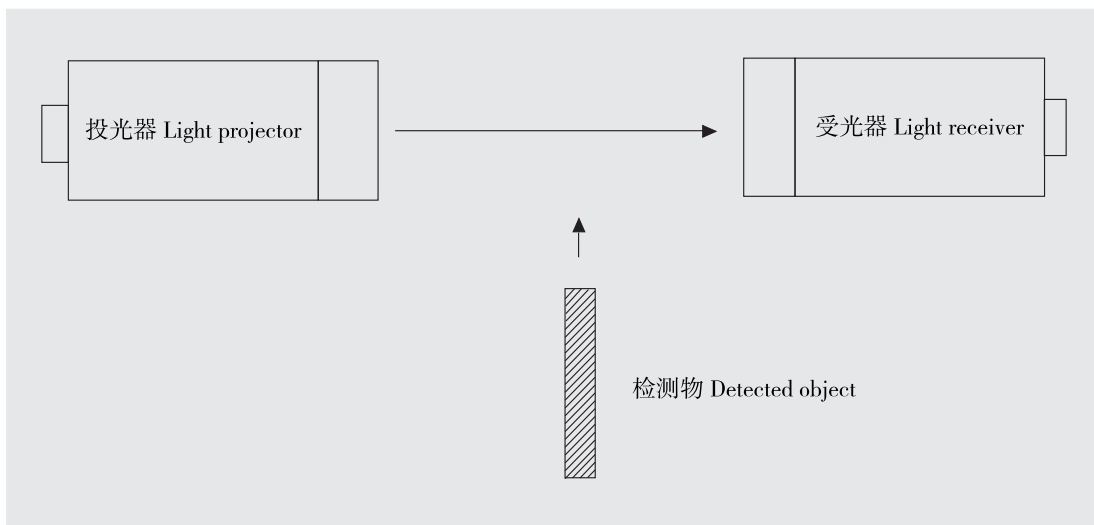 投光器 Light projector
受光器 Light receiver
检测物 Detected object